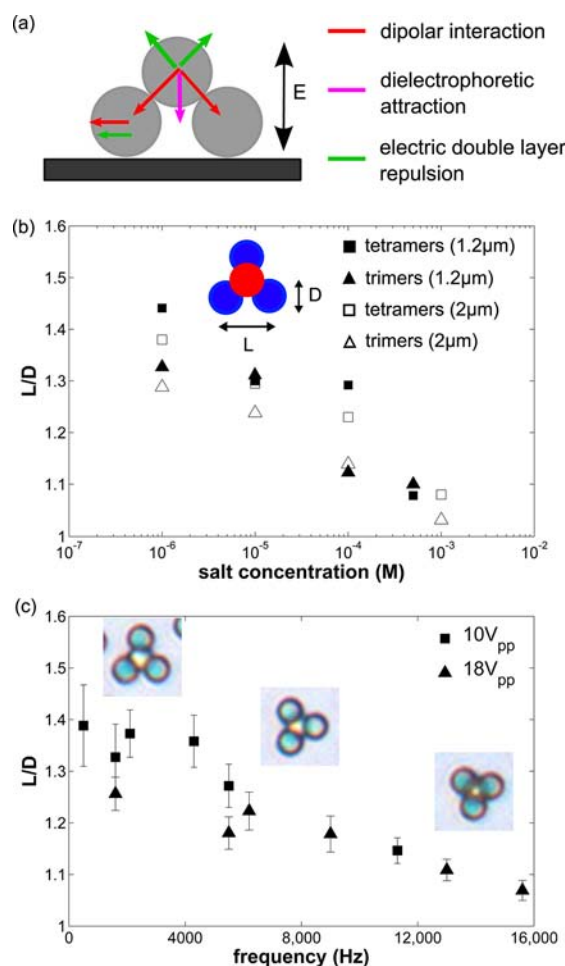 (a)
E
dipolar interaction
dielectrophoretic
attraction
electric double layer
repulsion
(b)
1.6
1.5
1.4
1.3
1.2
1.1
1
L/D
D
L
tetramers (1.2μm)
trimers (1.2μm)
tetramers (2μm)
trimers (2μm)
10⁻⁷
10⁻⁶
10⁻⁵
10⁻⁴
10⁻³
10⁻²
salt concentration (M)
(c)
1.6
1.5
1.4
1.3
1.2
1.1
1
L/D
10Vpp
18Vpp
0
4000
8,000
12,000
16,000
frequency (Hz)